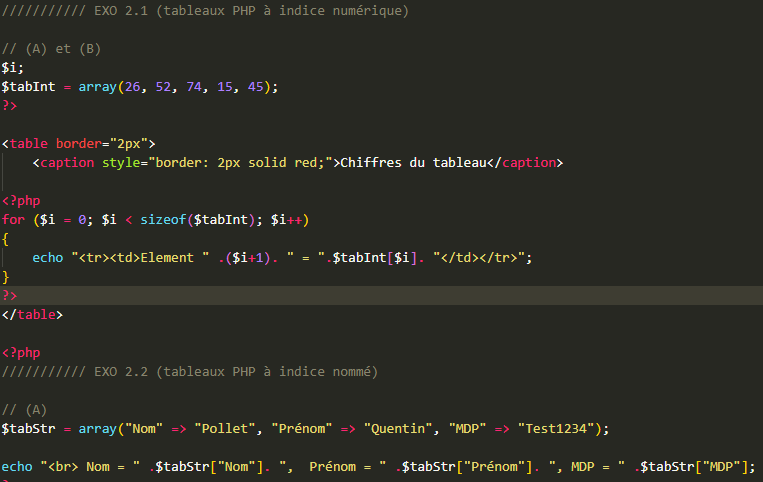 /////////// EXO 2.1 (tableaux PHP à indice numérique)
// (A) et (B)
$i;
$tabInt = array(26, 52, 74, 15, 45);
?>
<table border="2px">
<caption style="border: 2px solid red;">Chiffres du tableau</caption>
<?php
for ($i = 0; $i < sizeof($tabInt); $i++)
{
echo "<tr><td>Element " .($i+1). " = ".$tabInt[$i]. "</td></tr>";
}
?>
</table>
<?php
/////////// EXO 2.2 (tableaux PHP à indice nommé)
// (A)
$tabStr = array("Nom" => "Pollet", "Prénom" => "Quentin", "MDP" => "Test1234");
echo "<br> Nom = " .$tabStr["Nom"]. ",  Prénom = " .$tabStr["Prénom"]. ", MDP = " .$tabStr["MDP"];